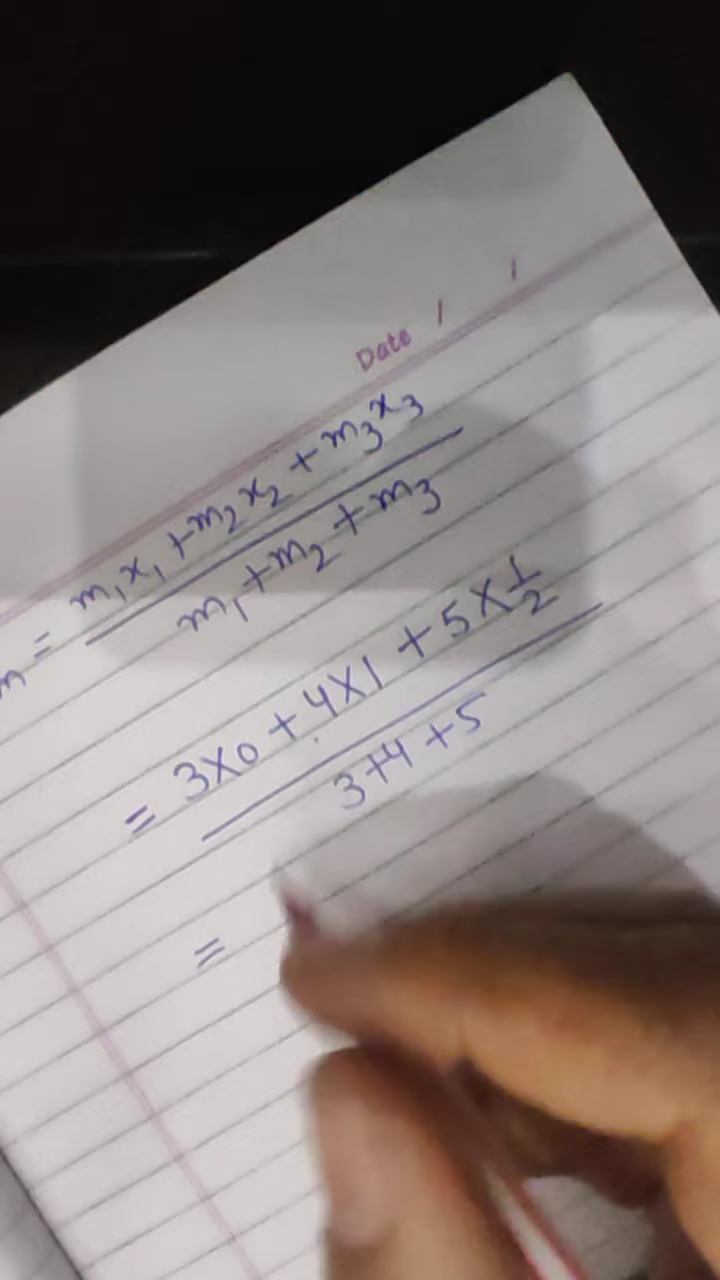 Date / /
m = m₁x₁ + m₂x₂ + m₃x₃
m₁ + m₂ + m₃
= 3×0 + 4×1 + 5×1/2
3+4+5
=